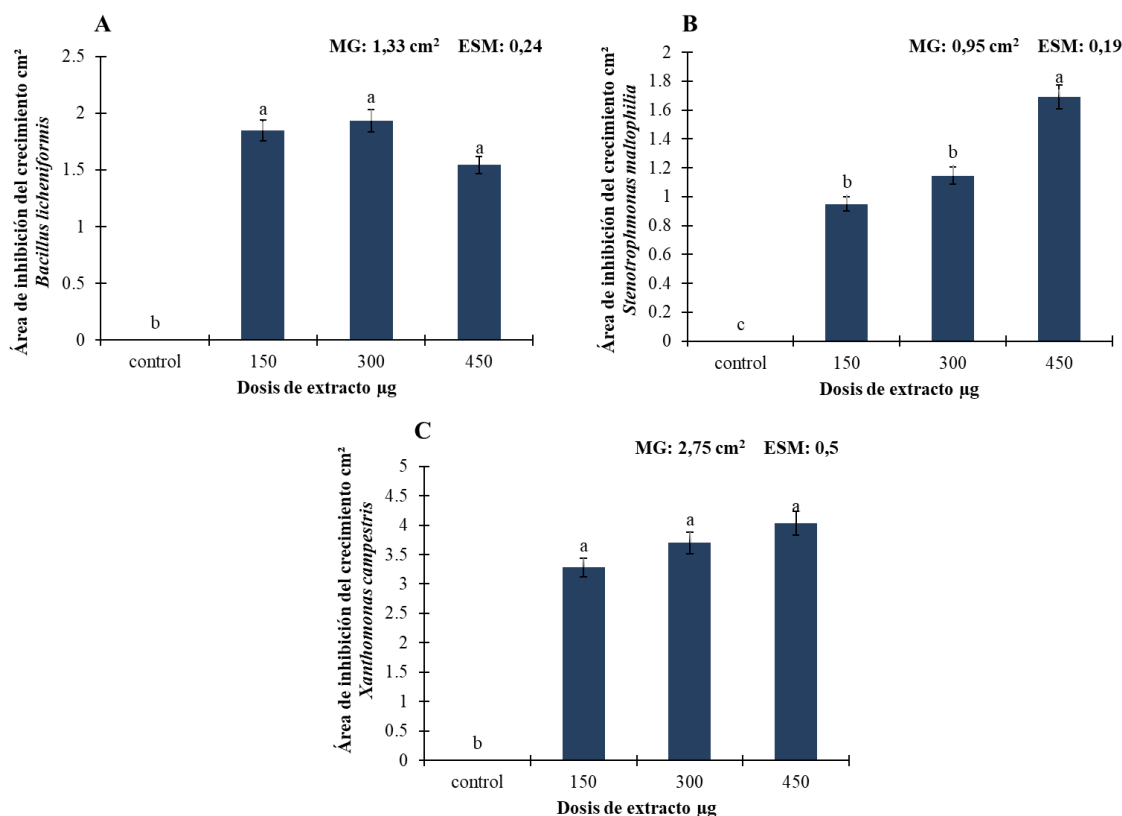 A
MG: 1,33 cm² ESM: 0,24
Área de inhibición del crecimiento cm²
Bacillus licheniformis
2.5
2
1.5
1
0.5
0
b
a
a
a
control
150
300
450
Dosis de extracto µg
B
MG: 0,95 cm² ESM: 0,19
Área de inhibición del crecimiento cm²
Stenotrophmonas maltophilia
2
1.8
1.6
1.4
1.2
1
0.8
0.6
0.4
0.2
0
c
b
b
a
control
150
300
450
Dosis de extracto µg
C
MG: 2,75 cm² ESM: 0,5
Área de inhibición del crecimiento cm²
Xanthomonas campestris
5
4.5
4
3.5
3
2.5
2
1.5
1
0.5
0
b
a
a
a
control
150
300
450
Dosis de extracto µg